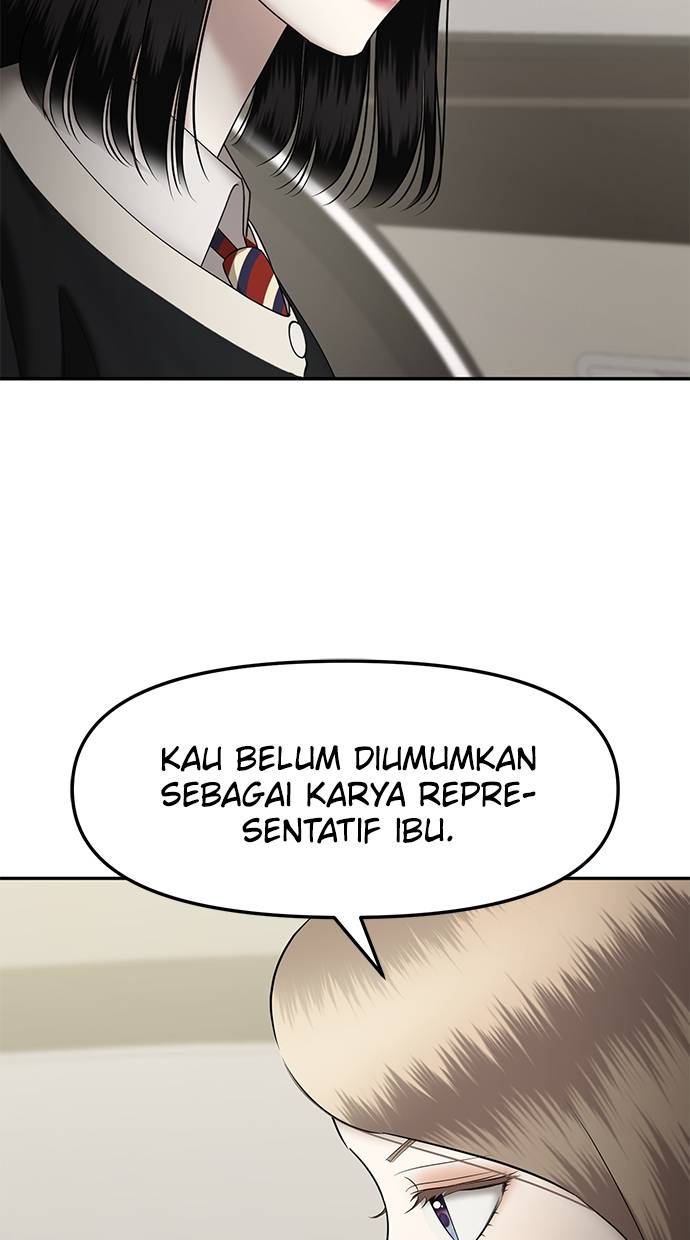 KAU BELUM DIUMUMKAN
SEBAGAI KARYA REPRE-
SENTATIF IBU.